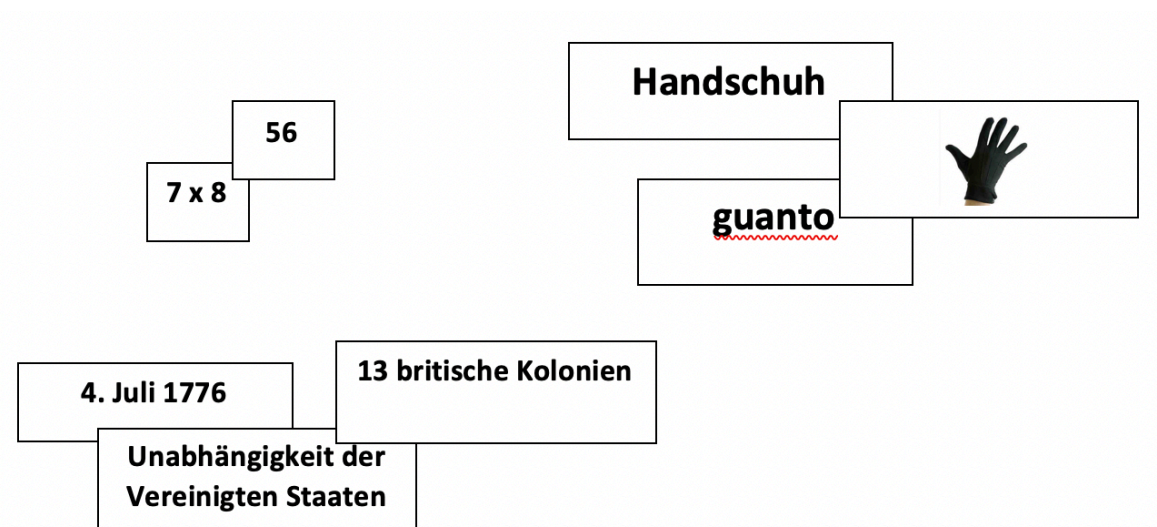 56
7 x 8
Handschuh
guanto
4. Juli 1776
13 britische Kolonien
Unabhängigkeit der
Vereinigten Staaten